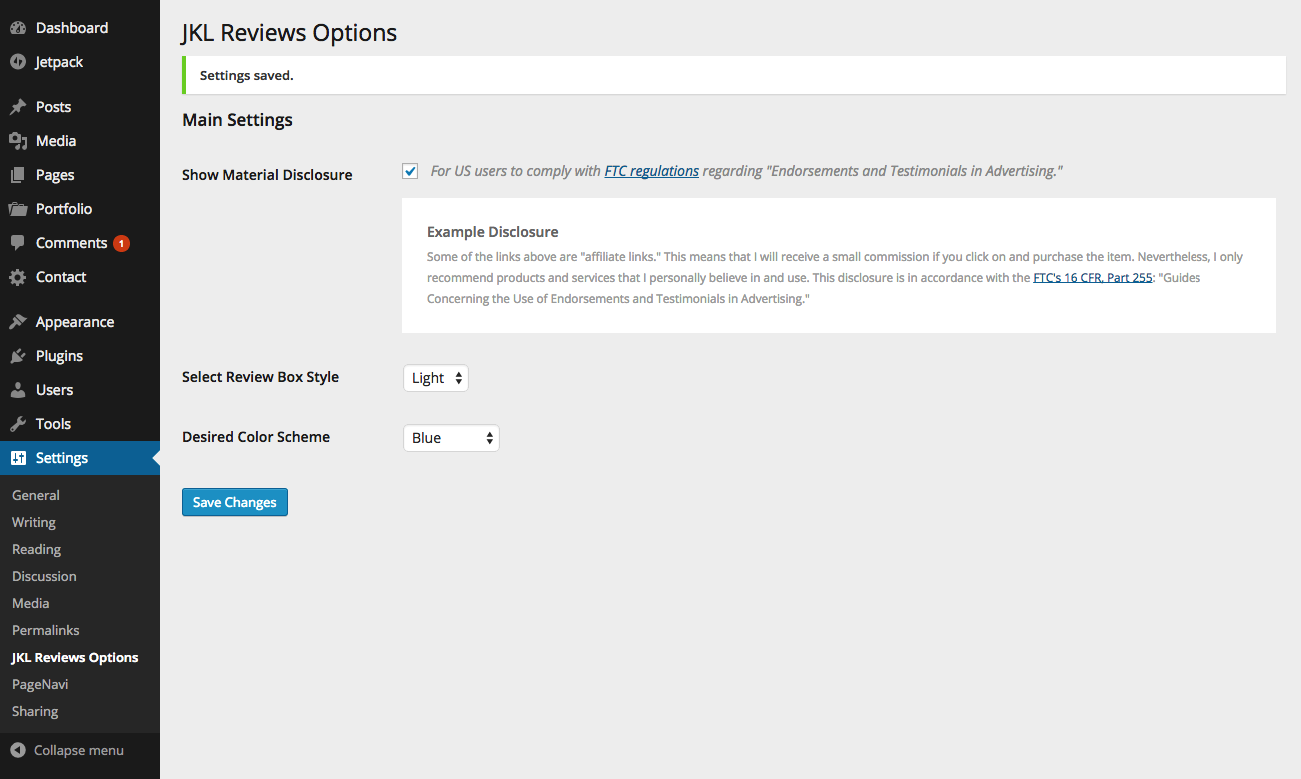 Dashboard
Jetpack
Posts
Media
Pages
Portfolio
Comments 1
Contact
Appearance
Plugins
Users
Tools
Settings
General
Writing
Reading
Discussion
Media
Permalinks
JKL Reviews Options
PageNavi
Sharing
Collapse menu
JKL Reviews Options
Settings saved.
Main Settings
Show Material Disclosure
For US users to comply with FTC regulations regarding "Endorsements and Testimonials in Advertising."
Example Disclosure
Some of the links above are "affiliate links." This means that I will receive a small commission if you click on and purchase the item. Nevertheless, I only
recommend products and services that I personally believe in and use. This disclosure is in accordance with the FTC's 16 CFR, Part 255: "Guides
Concerning the Use of Endorsements and Testimonials in Advertising."
Select Review Box Style
Light
Desired Color Scheme
Blue
Save Changes